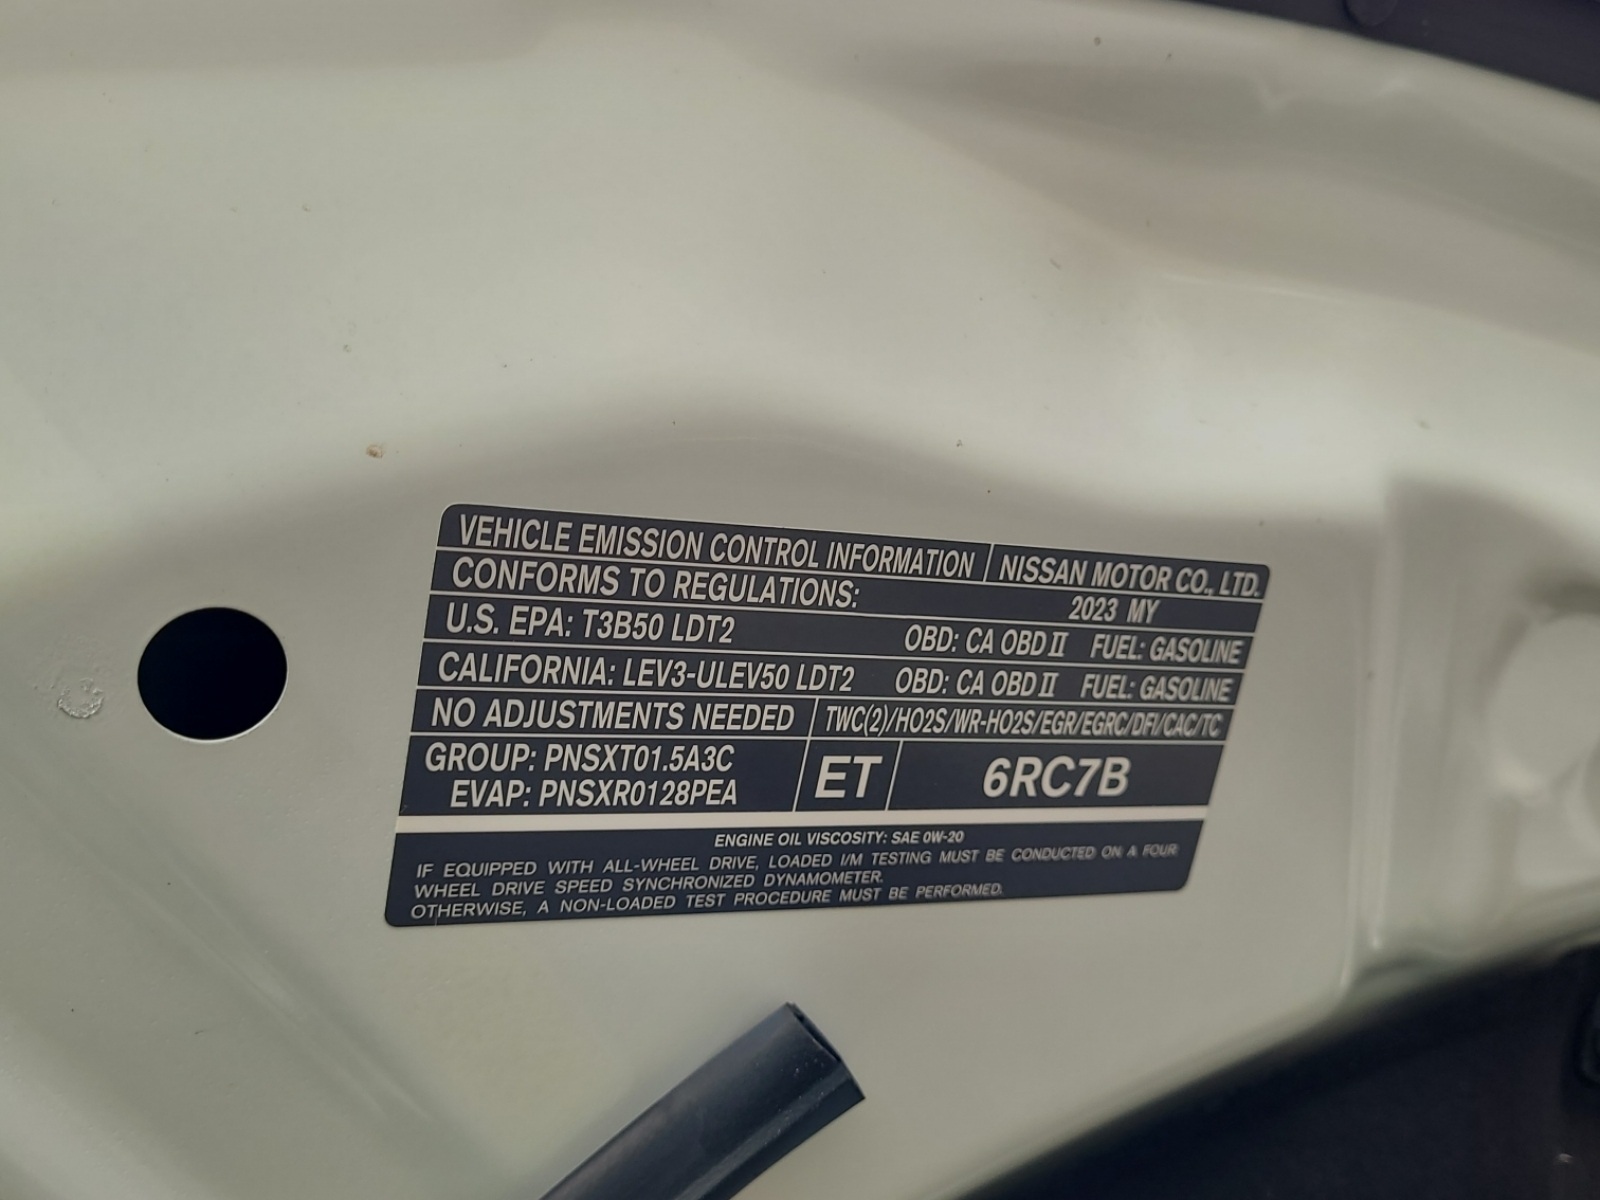 VEHICLE EMISSION CONTROL INFORMATION NISSAN MOTOR CO., LTD.
CONFORMS TO REGULATIONS: 2023 MY
U.S. EPA: T3B50 LDT2 OBD: CA OBD II FUEL: GASOLINE
CALIFORNIA: LEV3-ULEV50 LDT2 OBD: CA OBD II FUEL: GASOLINE
NO ADJUSTMENTS NEEDED TWC(2)/HO2S/WR-HO2S/EGR/EGRC/DFI/CAC/TC
GROUP: PNSXT01.5A3C
EVAP: PNSXR0128PEA
ET 6RC7B
ENGINE OIL VISCOSITY: SAE 0W-20
IF EQUIPPED WITH ALL-WHEEL DRIVE, LOADED I/M TESTING MUST BE CONDUCTED ON A FOUR
WHEEL DRIVE SPEED SYNCHRONIZED DYNAMOMETER.
OTHERWISE, A NON-LOADED TEST PROCEDURE MUST BE PERFORMED.